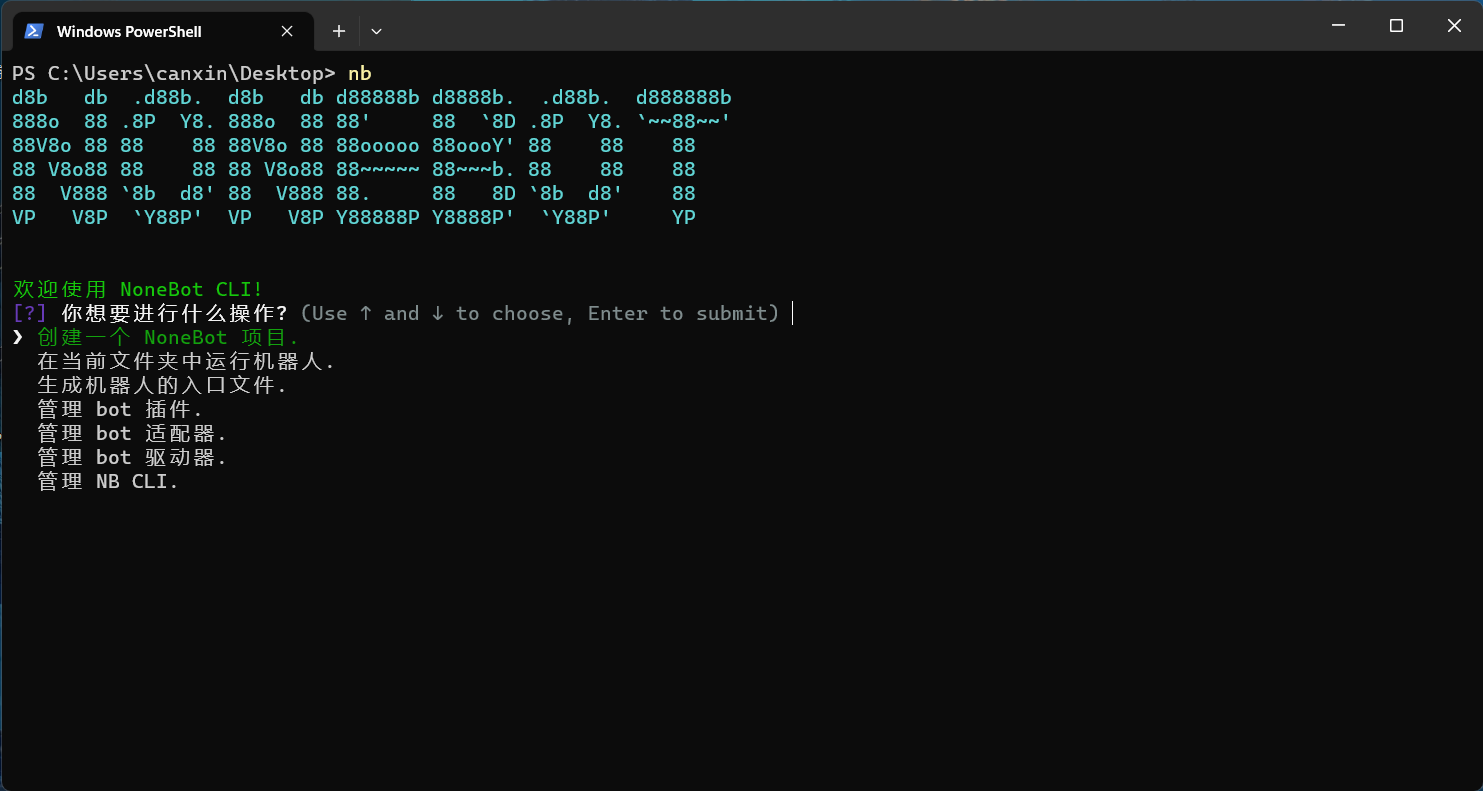 Windows PowerShell
PS C:\Users\canxin\Desktop> nb
d8b   db  .d88b.  d8b   db d88888b d8888b.  .d88b.  d888888b
888o  88 .8P  Y8. 888o  88 88'     88  `8D .8P  Y8. `~~88~~'
88V8o 88 88    88 88V8o 88 88ooooo 88oooY' 88    88    88
88 V8o88 88    88 88 V8o88 88~~~~~ 88~~~b. 88    88    88
88  V888 `8b  d8' 88  V888 88.     88   8D `8b  d8'    88
VP   V8P  `Y88P'  VP   V8P Y88888P Y8888P'  `Y88P'     YP
欢迎使用 NoneBot CLI!
[?] 你想要进行什么操作? (Use ↑ and ↓ to choose, Enter to submit)
❯ 创建一个 NoneBot 项目.
在当前文件夹中运行机器人.
生成机器人的入口文件.
管理 bot 插件.
管理 bot 适配器.
管理 bot 驱动器.
管理 NB CLI.